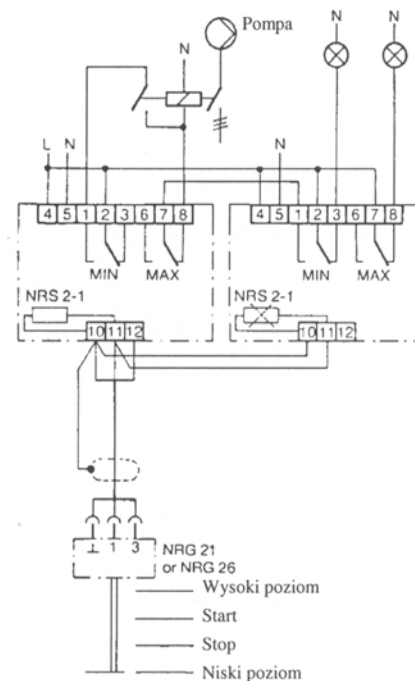 Pompa
N N N
L N N
4 5 1 2 3 6 7 8 4 5 1 2 3 6 7 8
MIN MAX MIN MAX
NRS 2-1 NRS 2-1
10 11 12 10 11 12
1 3
NRG 21
or NRG 26
Wysoki poziom
Start
Stop
Niski poziom